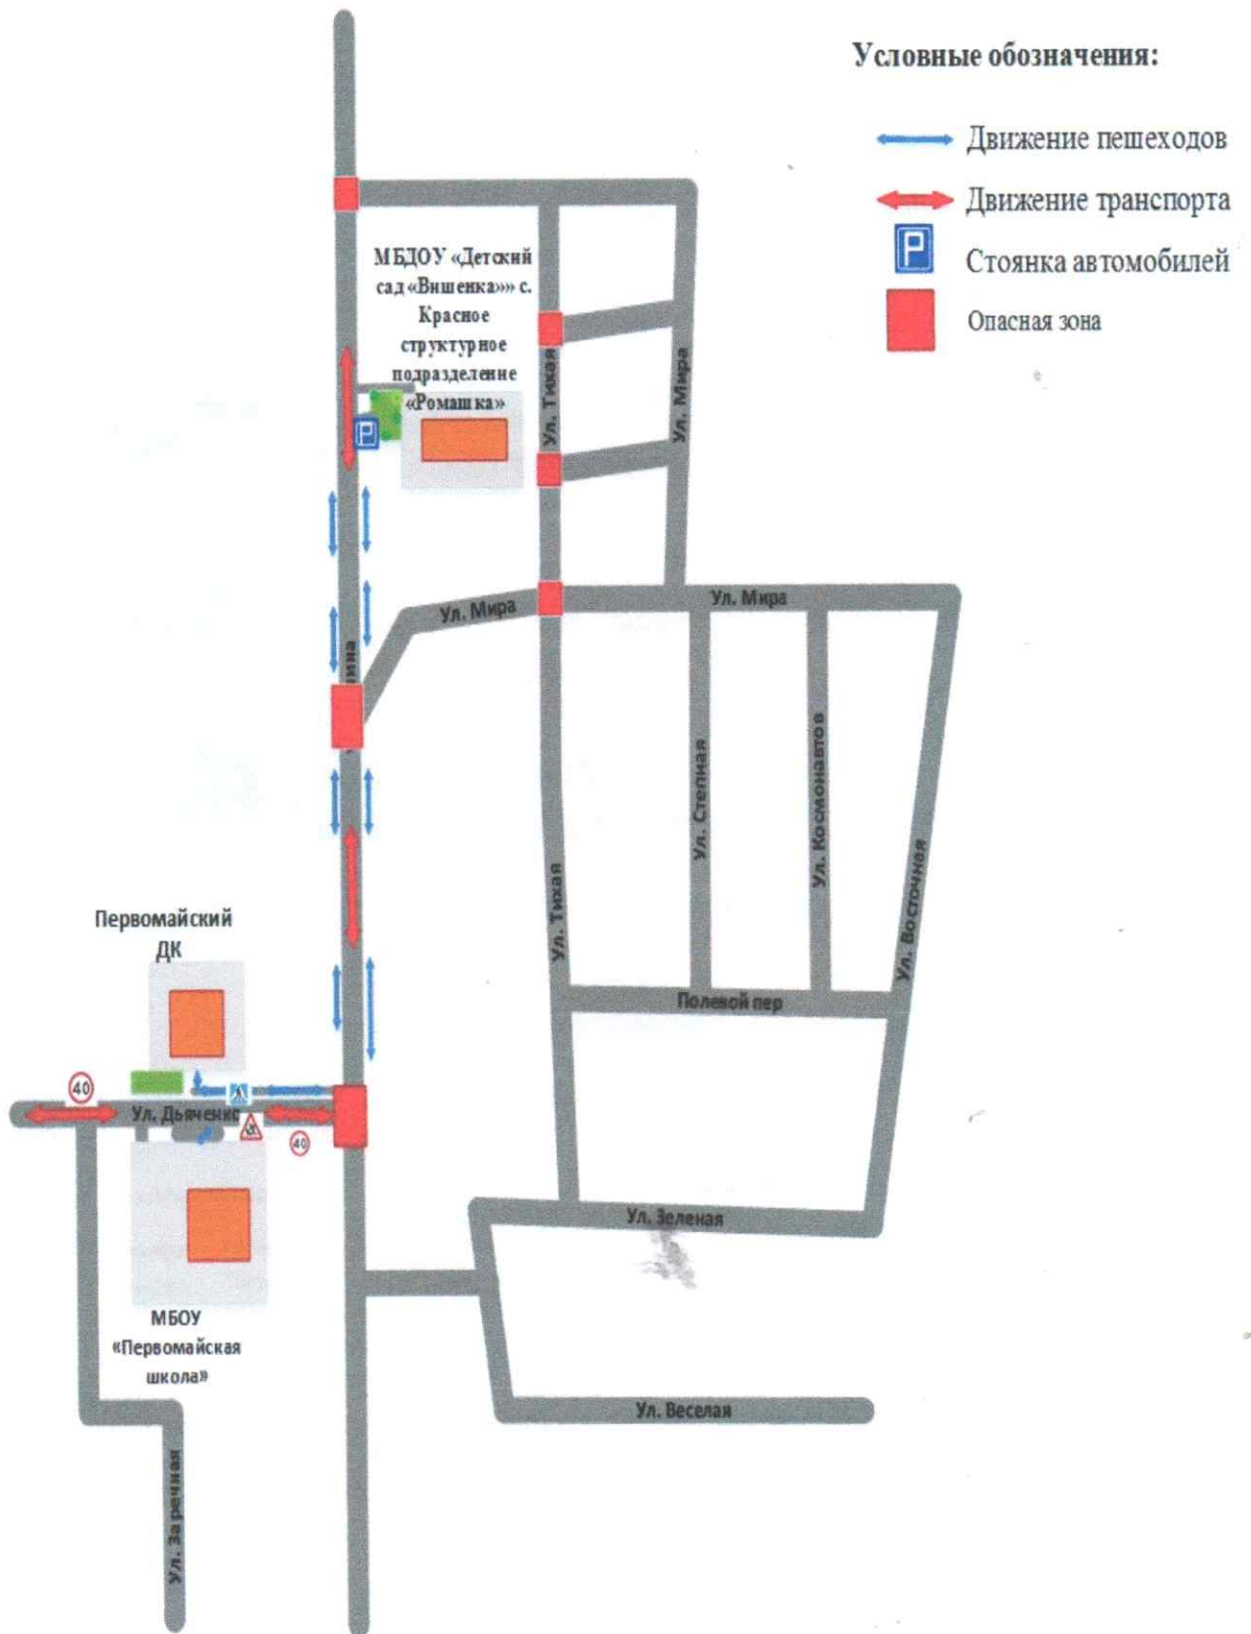 Условные обозначения:
Движение пешеходов
Движение транспорта
P
Стоянка автомобилей
Опасная зона
МБДОУ «Детский
сад «Вишенка»» с.
Красное
структурное
подразделение
«Ромашка»
P
Ул. Тихая
Ул. Мира
Ул. Мира
Ул. Мира
Ул. Степная
Ул. Космонавтов
Ул. Восточная
Ул. Тихая
Полевой пер
Первомайский
ДК
40
Ул. Дьяченко
40
Ул. Зеленая
МБОУ
«Первомайская
школа»
Ул. Веселая
Ул. Заречная